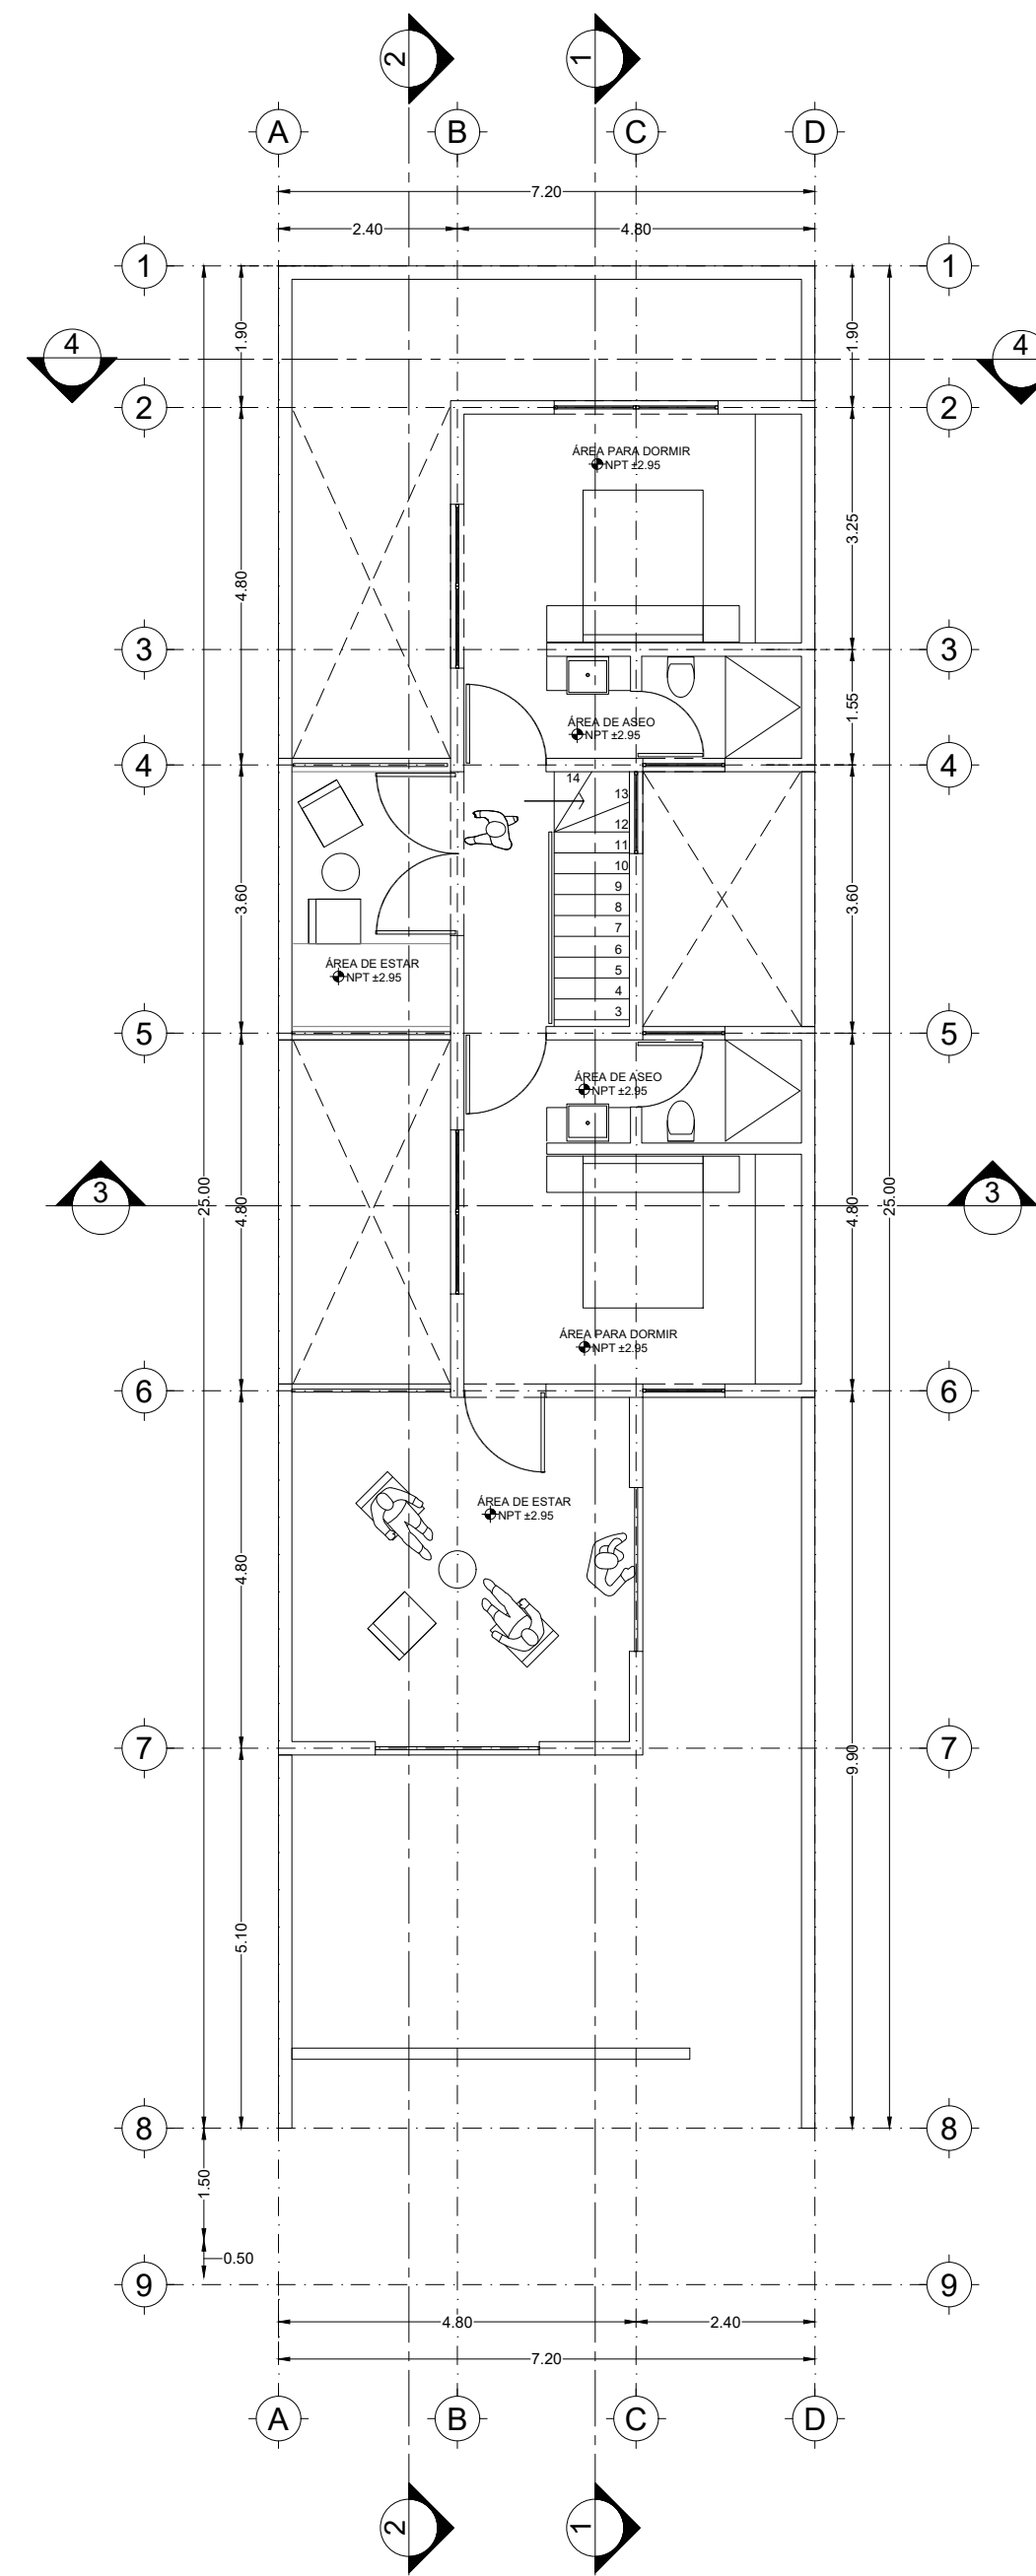 2 1
A B C D
7.20
2.40 4.80
1 1
1.90 1.90
4 4
2 2
ÁREA PARA DORMIR
NPT ±2.95
3.25
4.80
3 3
1.55
ÁREA DE ASEO
NPT ±2.95
4 4
14
13
12
11
10
9
8
7
6
5
4
3
3.60 3.60
ÁREA DE ESTAR
NPT ±2.95
5 5
ÁREA DE ASEO
NPT ±2.95
3 3
25.00 4.80 4.80 25.00
ÁREA PARA DORMIR
NPT ±2.95
6 6
ÁREA DE ESTAR
NPT ±2.95
4.80
7 7
9.90
5.10
8 8
1.50
0.50
9 9
4.80 2.40
7.20
A B C D
2 1